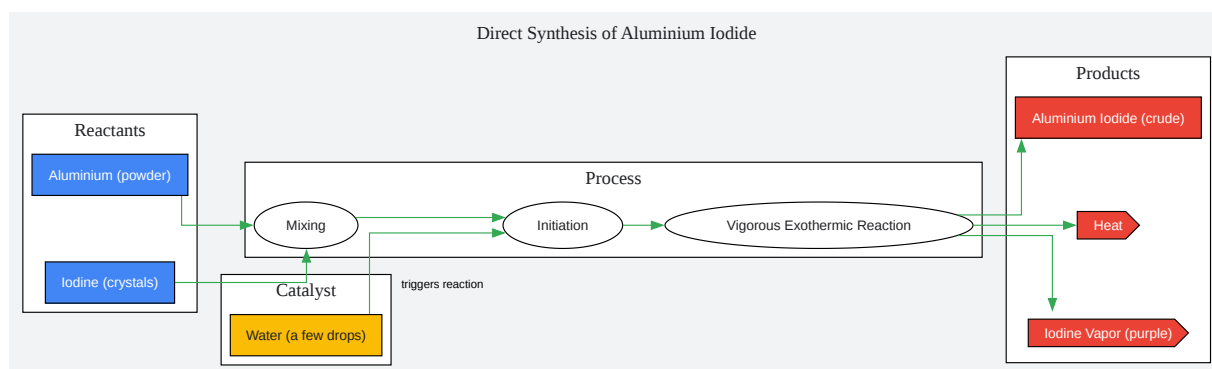 Direct Synthesis of Aluminium Iodide
Reactants
Aluminium (powder)
Iodine (crystals)
Process
Mixing
Initiation
Vigorous Exothermic Reaction
Catalyst
Water (a few drops)
triggers reaction
Products
Aluminium Iodide (crude)
Heat
Iodine Vapor (purple)